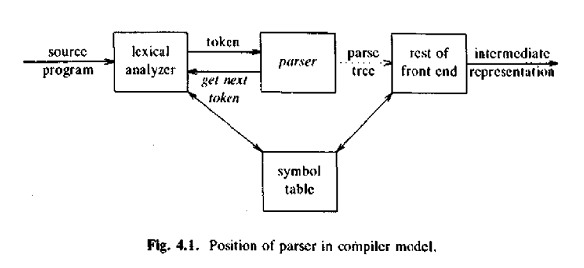 source
program
lexical
analyzer
token
get next
token
parser
parse
tree
rest of
front end
intermediate
representation
symbol
table
Fig. 4.1. Position of parser in compiler model.